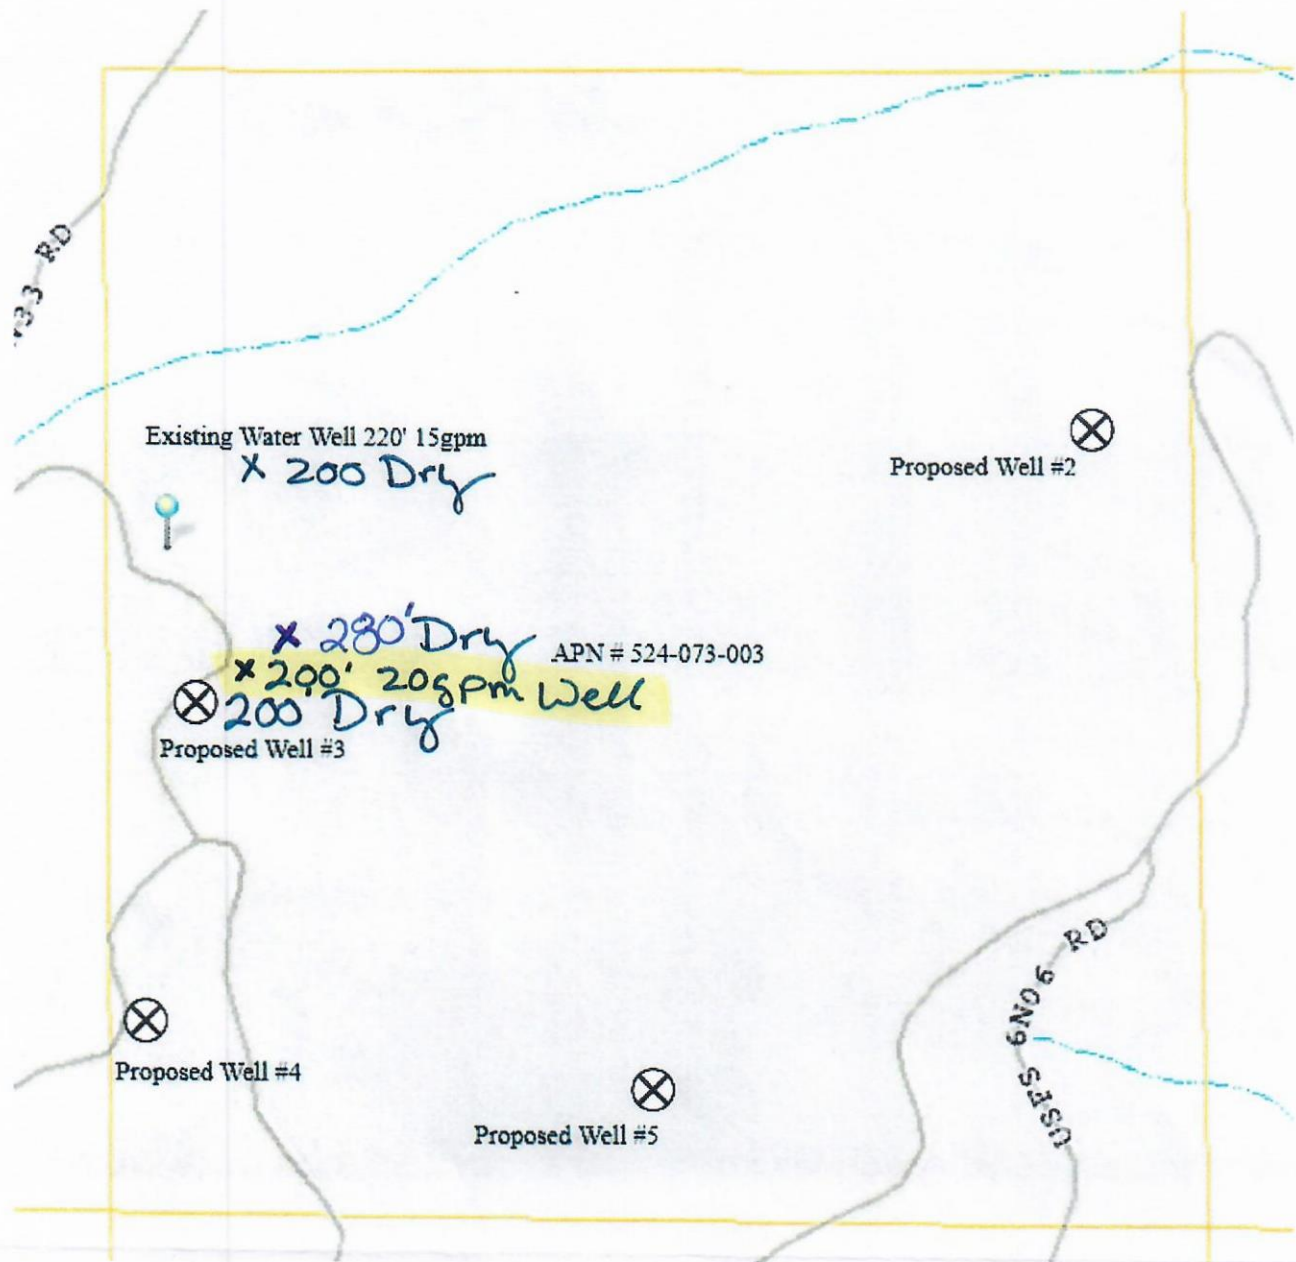 33 RD
Existing Water Well 220' 15gpm
X 200 Dry
Proposed Well #2
X 280' Dry
APN # 524-073-003
X 200' 20gpm Well
200' Dry
Proposed Well #3
USFS 6N06 RD
Proposed Well #4
Proposed Well #5